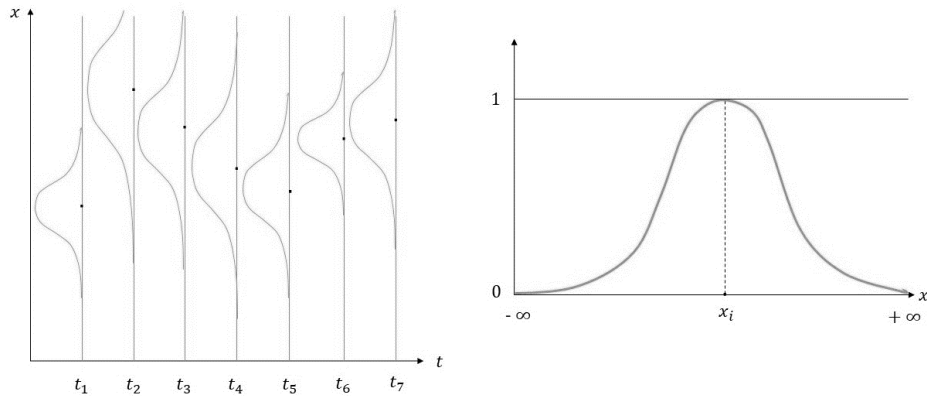 x
t
t₁ t₂ t₃ t₄ t₅ t₆ t₇
1
0
x
- ∞ xᵢ + ∞